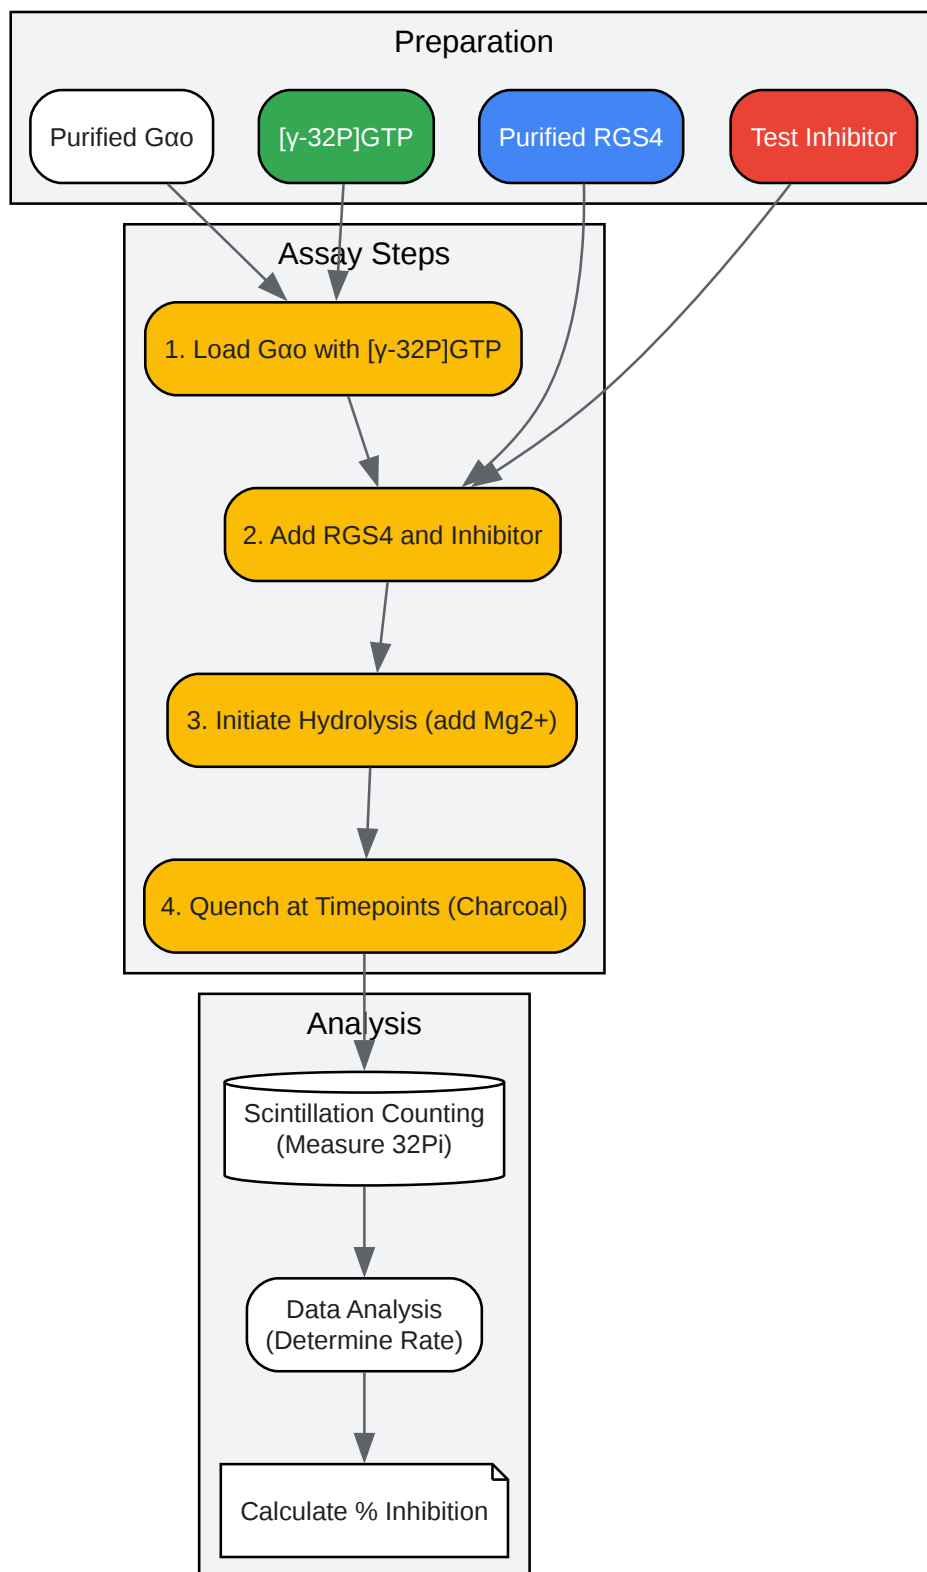 Preparation
Purified Gαo
[γ-32P]GTP
Purified RGS4
Test Inhibitor
Assay Steps
1. Load Gαo with [γ-32P]GTP
2. Add RGS4 and Inhibitor
3. Initiate Hydrolysis (add Mg2+)
4. Quench at Timepoints (Charcoal)
Analysis
Scintillation Counting
(Measure 32Pi)
Data Analysis
(Determine Rate)
Calculate % Inhibition